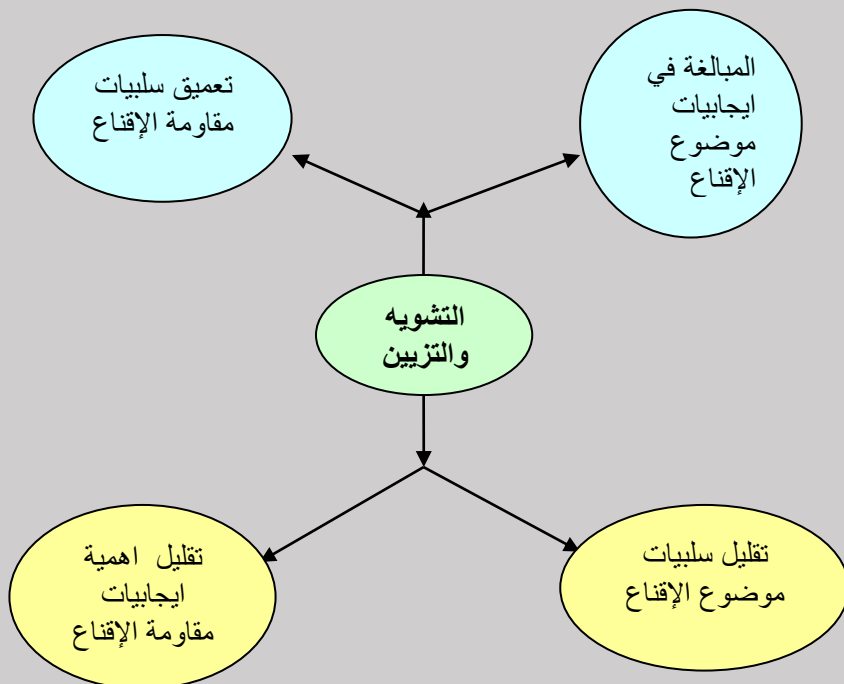 المبالغة في
ايجابيات
موضوع
الإقناع
تعميق سلبيات
مقاومة الإقناع
التشويه
والتزيين
تقليل سلبيات
موضوع الإقناع
تقليل اهمية
ايجابيات
مقاومة الإقناع